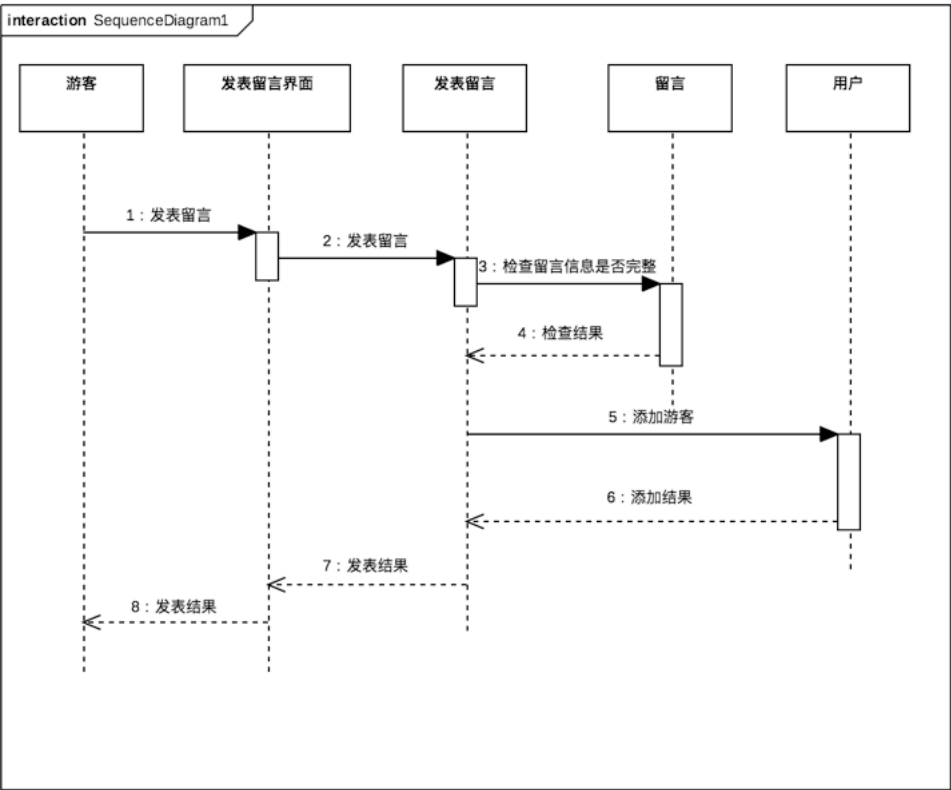 interaction SequenceDiagram1
游客 发表留言界面 发表留言 留言 用户
1：发表留言
2：发表留言
3：检查留言信息是否完整
4：检查结果
5：添加游客
6：添加结果
7：发表结果
8：发表结果